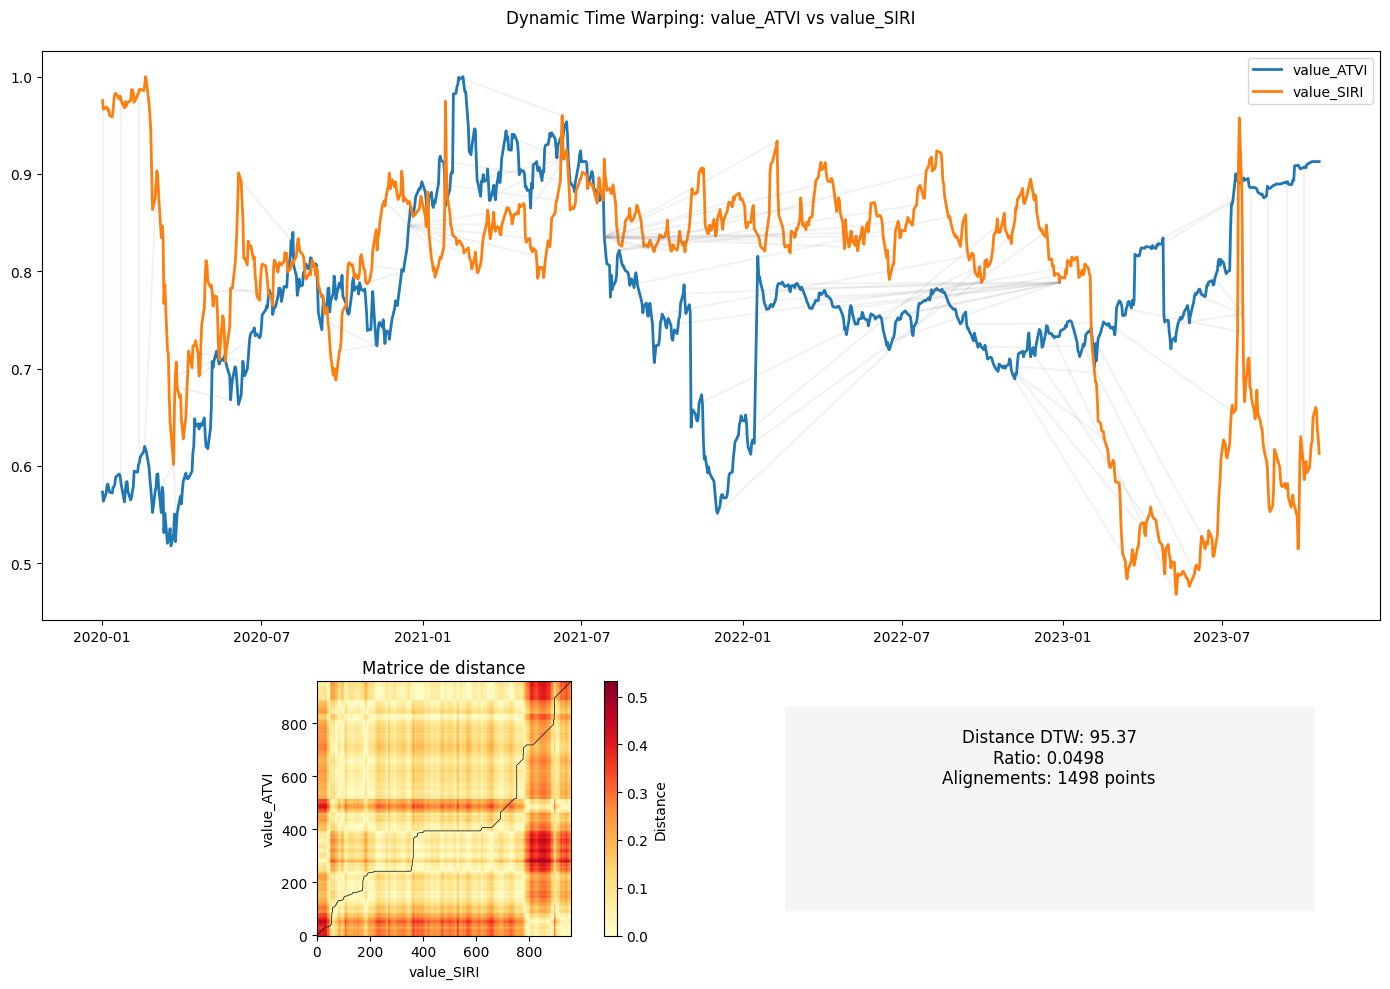 Dynamic Time Warping: value_ATVI vs value_SIRI
value_ATVI
value_SIRI
1.0
0.9
0.8
0.7
0.6
0.5
2020-01 2020-07 2021-01 2021-07 2022-01 2022-07 2023-01 2023-07
Matrice de distance
value_ATVI
800
600
400
200
0
0 200 400 600 800
value_SIRI
0.5
0.4
0.3
0.2
0.1
0.0
Distance
Distance DTW: 95.37
Ratio: 0.0498
Alignements: 1498 points